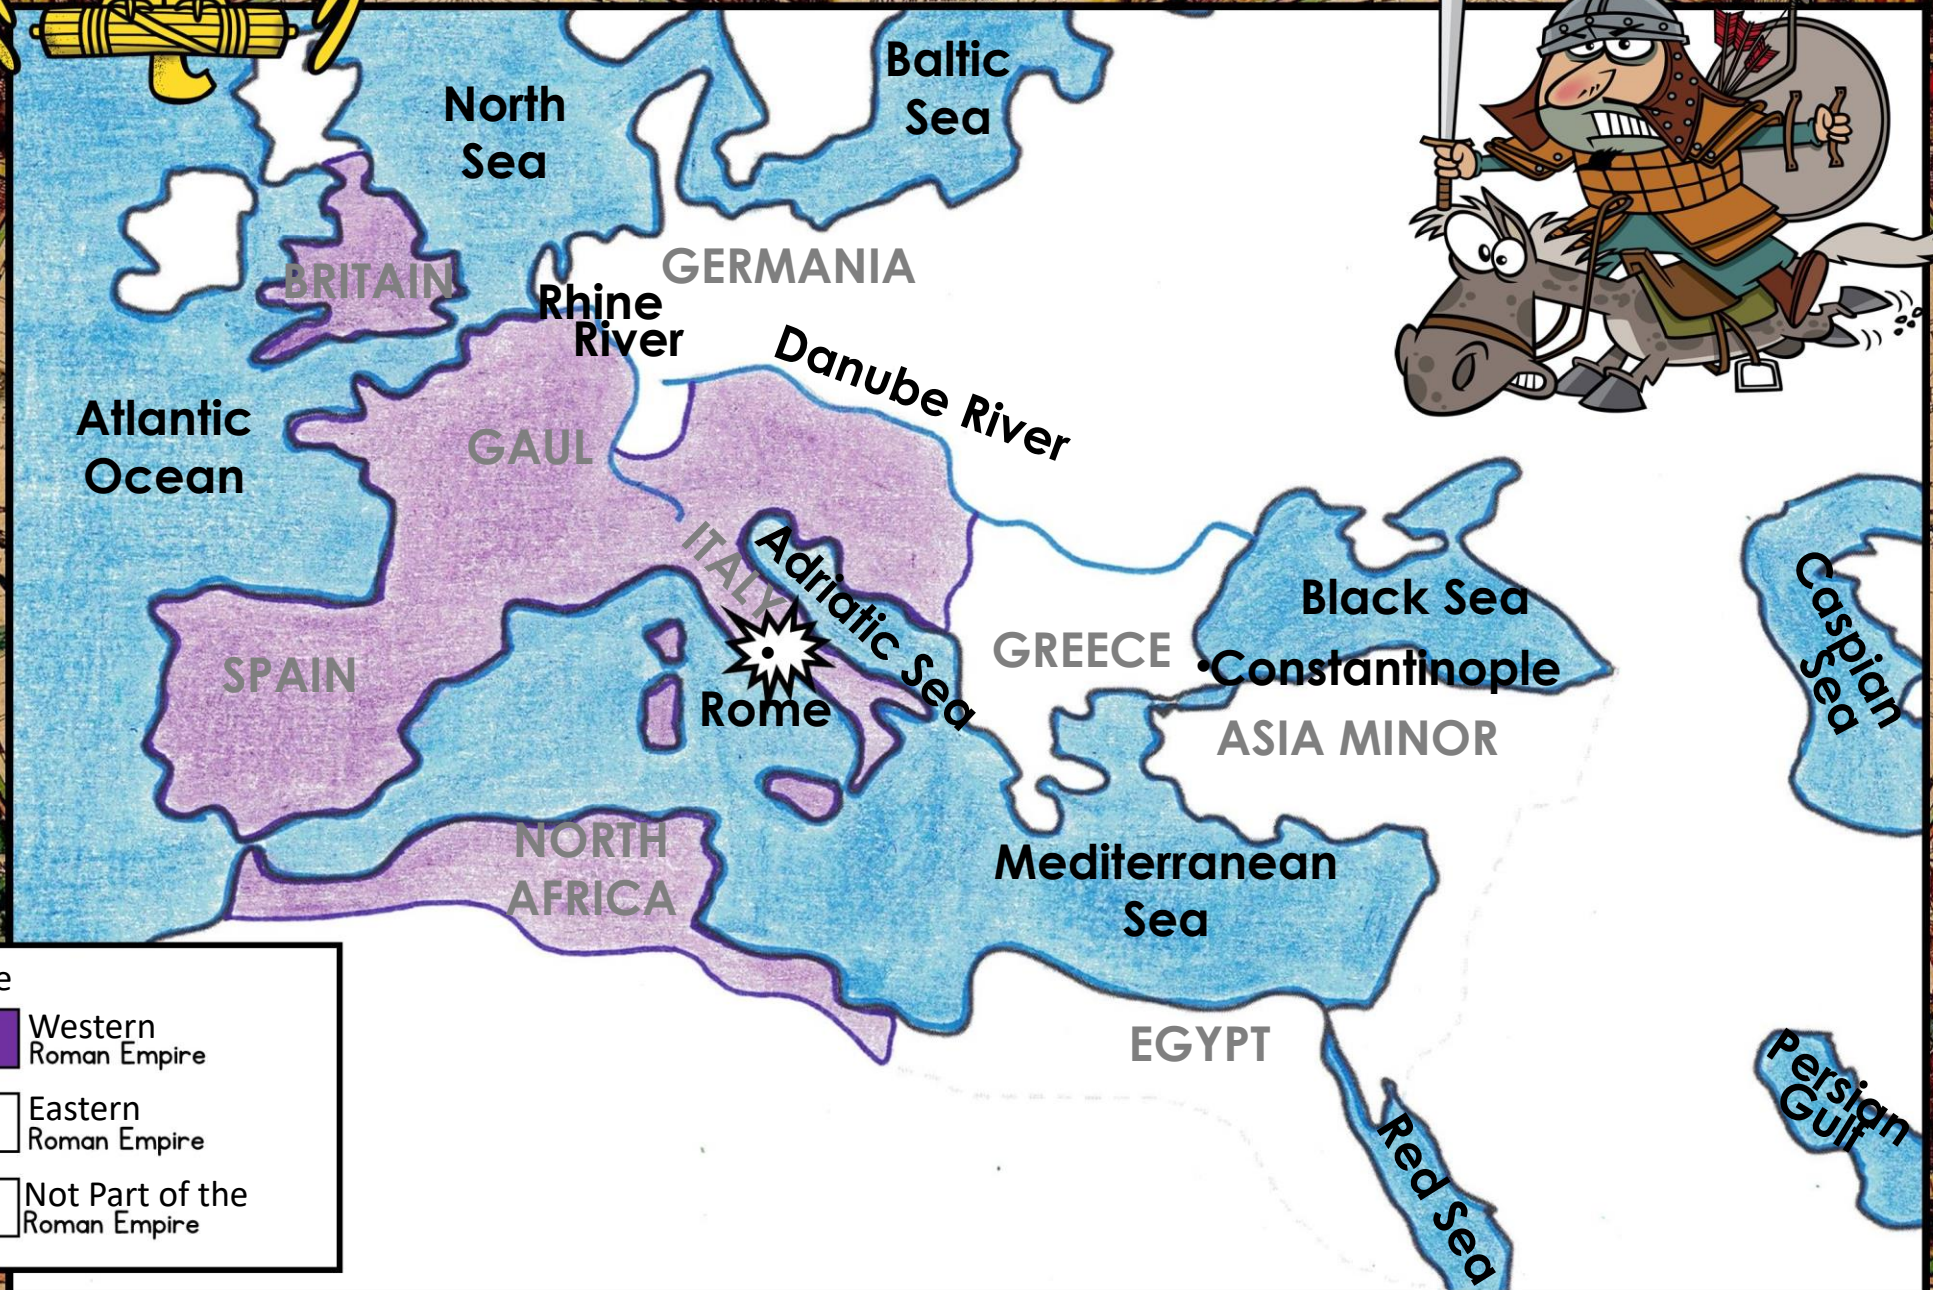 Baltic
Sea
North
Sea
GERMANIA
BRITAIN
Rhine
River
Danube River
Atlantic
Ocean
GAUL
ITALY
Adriatic Sea
Black Sea
Caspian
Sea
SPAIN
GREECE
Constantinople
Rome
ASIA MINOR
NORTH
AFRICA
Mediterranean
Sea
EGYPT
Persian
Gulf
Red Sea
e
Western
Roman Empire
Eastern
Roman Empire
Not Part of the
Roman Empire